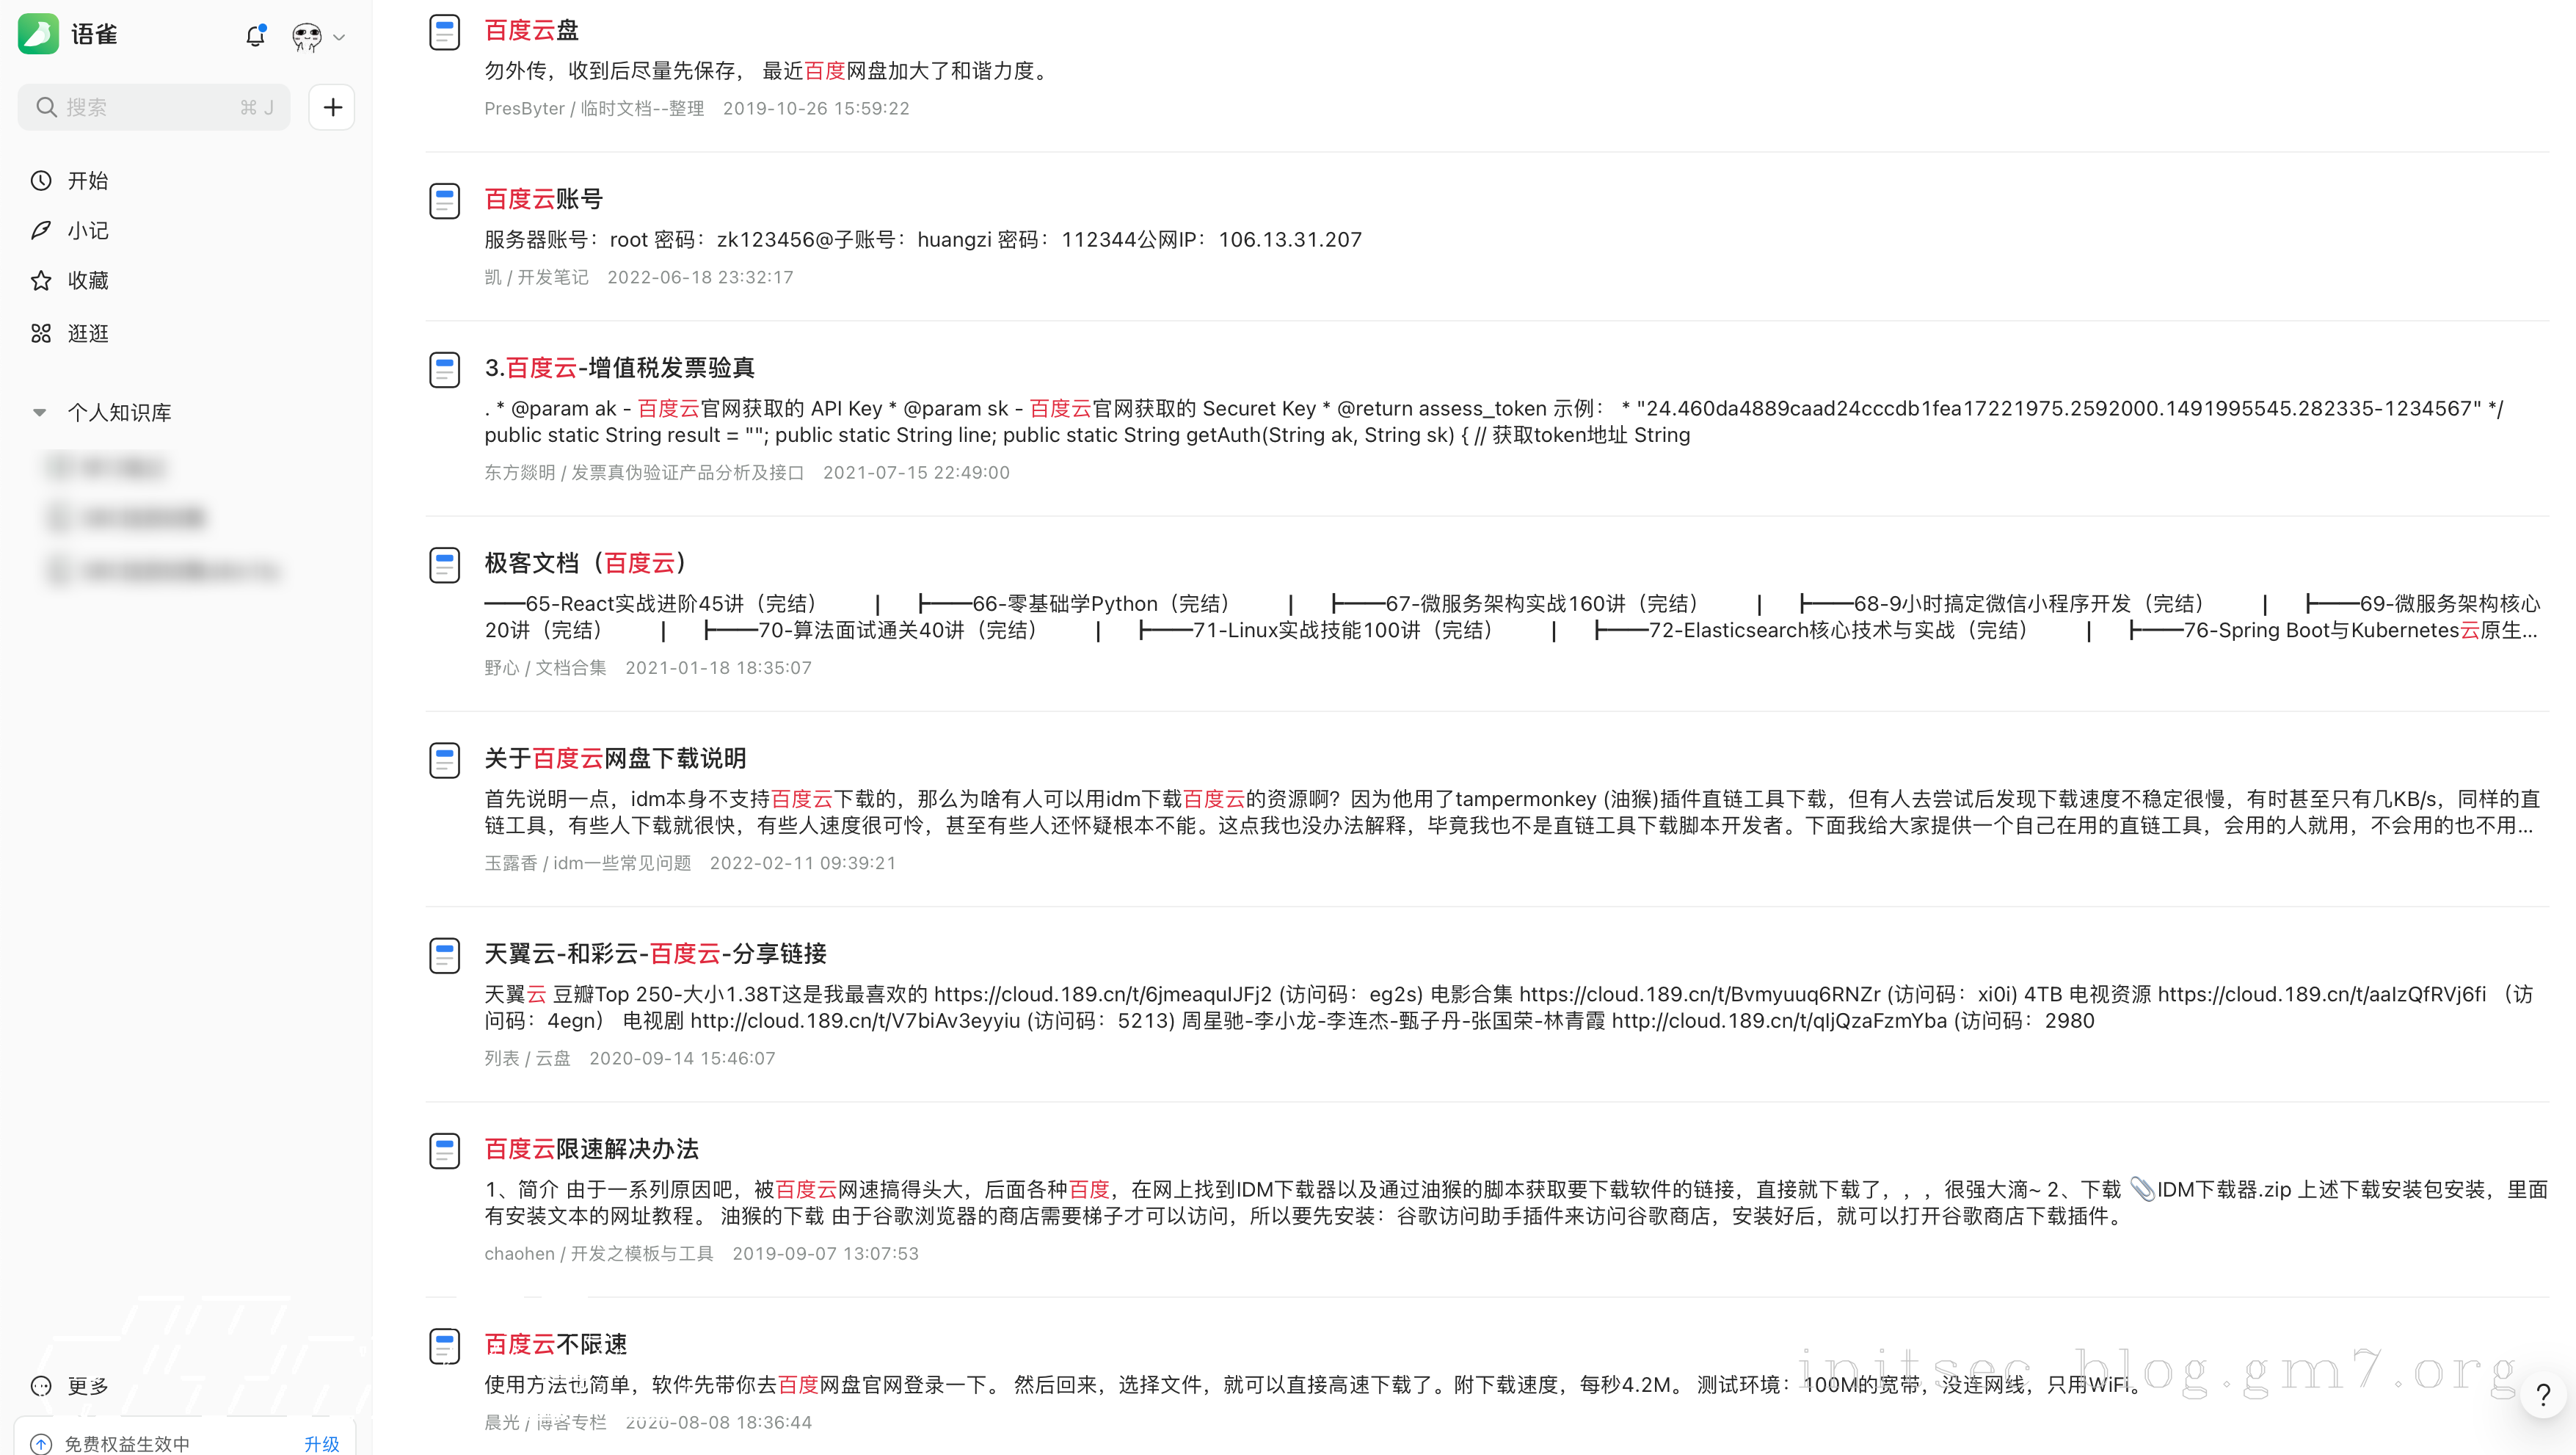 语雀
搜索
⌘ J
开始
小记
收藏
逛逛
个人知识库
更多
免费权益生效中
升级
百度云盘
勿外传，收到后尽量先保存， 最近百度网盘加大了和谐力度。
PresByter / 临时文档--整理 2019-10-26 15:59:22
百度云账号
服务器账号：root 密码：zk123456@子账号：huangzi 密码：112344公网IP：106.13.31.207
凯 / 开发笔记 2022-06-18 23:32:17
3.百度云-增值税发票验真
. * @param ak - 百度云官网获取的 API Key * @param sk - 百度云官网获取的 Securet Key * @return assess_token 示例： * "24.460da4889caad24cccdb1fea17221975.2592000.1491995545.282335-1234567" */
public static String result = ""; public static String line; public static String getAuth(String ak, String sk) { // 获取token地址 String
东方燚明 / 发票真伪验证产品分析及接口 2021-07-15 22:49:00
极客文档（百度云）
━━65-React实战进阶45讲（完结） | ┣━━66-零基础学Python（完结） | ┣━━67-微服务架构实战160讲（完结） | ┣━━68-9小时搞定微信小程序开发（完结） | ┣━━69-微服务架构核心
20讲（完结） | ┣━━70-算法面试通关40讲（完结） | ┣━━71-Linux实战技能100讲（完结） | ┣━━72-Elasticsearch核心技术与实战（完结） | ┣━━76-Spring Boot与Kubernetes云原生...
野心 / 文档合集 2021-01-18 18:35:07
关于百度云网盘下载说明
首先说明一点，idm本身不支持百度云下载的，那么为啥有人可以用idm下载百度云的资源啊？因为他用了tampermonkey (油猴)插件直链工具下载，但有人去尝试后发现下载速度不稳定很慢，有时甚至只有几KB/s，同样的直
链工具，有些人下载就很快，有些人速度很可怜，甚至有些人还怀疑根本不能。这点我也没办法解释，毕竟我也不是直链工具下载脚本开发者。下面我给大家提供一个自己在用的直链工具，会用的人就用，不会用的也不用...
玉露香 / idm一些常见问题 2022-02-11 09:39:21
天翼云-和彩云-百度云-分享链接
天翼云 豆瓣Top 250-大小1.38T这是我最喜欢的 https://cloud.189.cn/t/6jmeaquIJFj2 (访问码：eg2s) 电影合集 https://cloud.189.cn/t/Bvmyuuq6RNZr (访问码：xi0i) 4TB 电视资源 https://cloud.189.cn/t/aaIzQfRVj6fi （访
问码：4egn） 电视剧 http://cloud.189.cn/t/V7biAv3eyyiu (访问码：5213) 周星驰-李小龙-李连杰-甄子丹-张国荣-林青霞 http://cloud.189.cn/t/qIjQzaFzmYba (访问码：2980
列表 / 云盘 2020-09-14 15:46:07
百度云限速解决办法
1、简介 由于一系列原因吧，被百度云网速搞得头大，后面各种百度，在网上找到IDM下载器以及通过油猴的脚本获取要下载软件的链接，直接就下载了，，，很强大滴~ 2、下载 📎IDM下载器.zip 上述下载安装包安装，里面
有安装文本的网址教程。 油猴的下载 由于谷歌浏览器的商店需要梯子才可以访问，所以要先安装：谷歌访问助手插件来访问谷歌商店，安装好后，就可以打开谷歌商店下载插件。
chaohen / 开发之模板与工具 2019-09-07 13:07:53
百度云不限速
使用方法也简单，软件先带你去百度网盘官网登录一下。 然后回来，选择文件，就可以直接高速下载了。附下载速度，每秒4.2M。 测试环境：100M的宽带，没连网线，只用WiFi。
晨光 / 博客专栏 2020-08-08 18:36:44
initsec blog.gm7.org
?